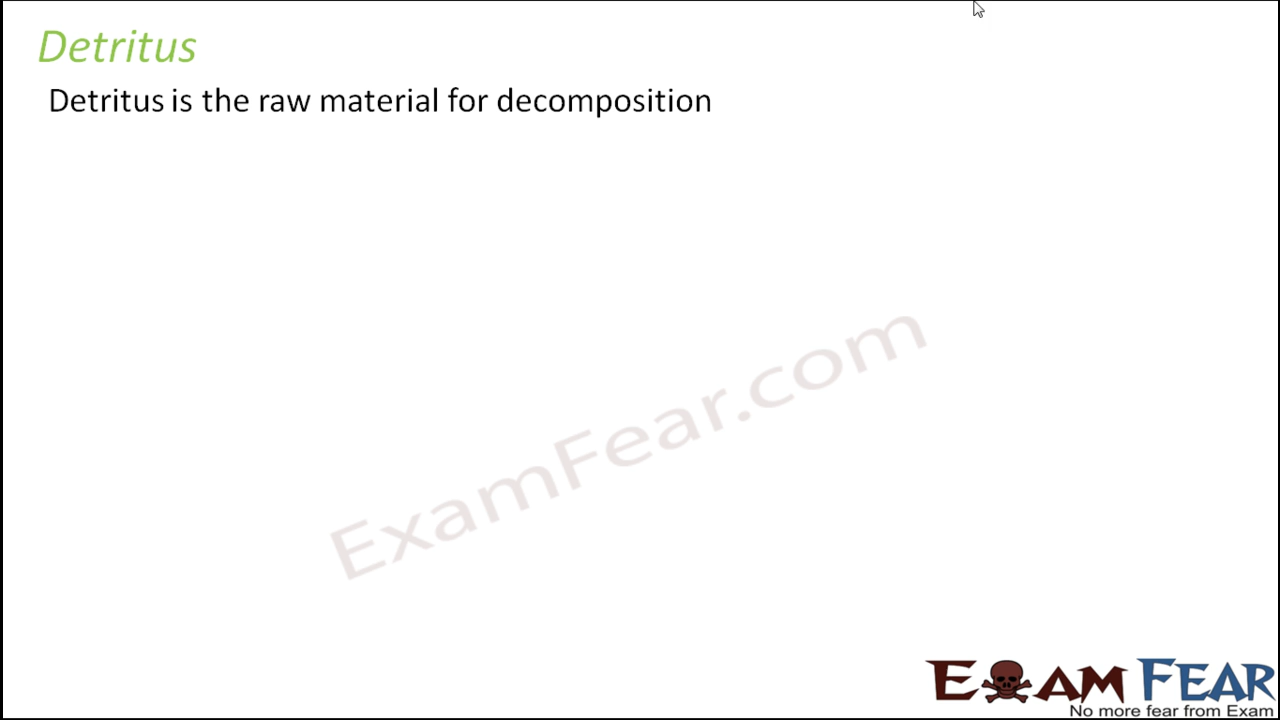 Detritus
Detritus is the raw material for decomposition
ExamFear.com
EXAM FEAR
No more fear from Exam